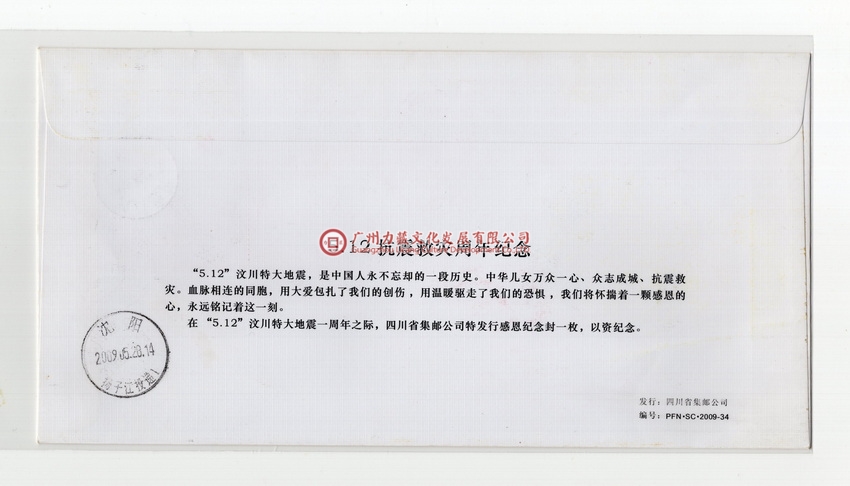 广州力藏文化发展有限公司
5.12抗震救灾周年纪念
“5.12”汶川特大地震，是中国人永不忘却的一段历史。中华儿女万众一心、众志成城、抗震救
灾。血脉相连的同胞，用大爱包扎了我们的创伤，用温暖驱走了我们的恐惧，我们将怀揣着一颗感恩的
心，永远铭记着这一刻。
在“5.12”汶川特大地震一周年之际，四川省集邮公司特发行感恩纪念封一枚，以资纪念。
沈阳
2009.05.28.14
扬子江投递1
发行：四川省集邮公司
编号：PFN·SC·2009-34